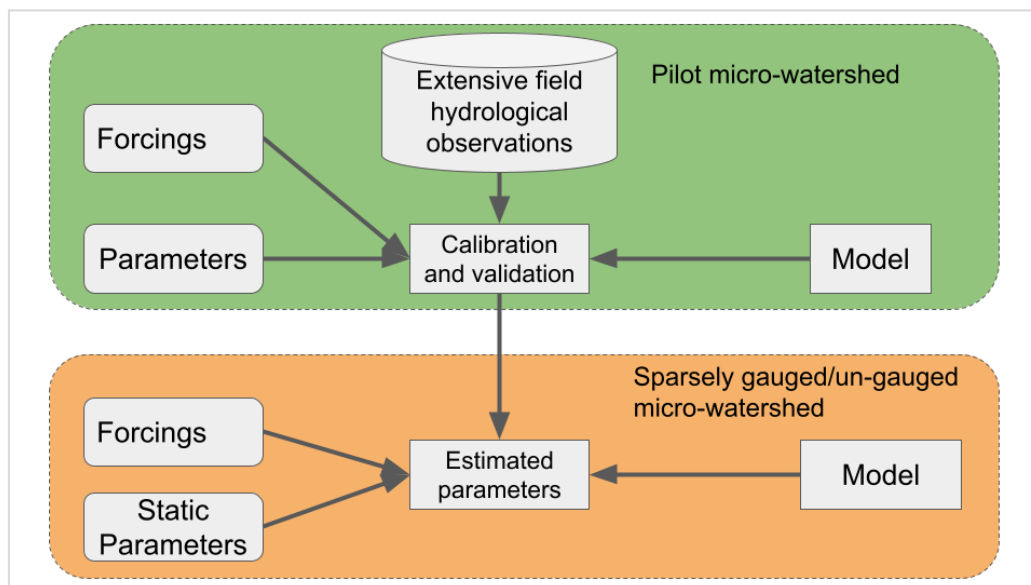 Extensive field
hydrological
observations
Pilot micro-watershed
Forcings
Parameters
Calibration
and validation
Model
Sparsely gauged/un-gauged
micro-watershed
Forcings
Static
Parameters
Estimated
parameters
Model